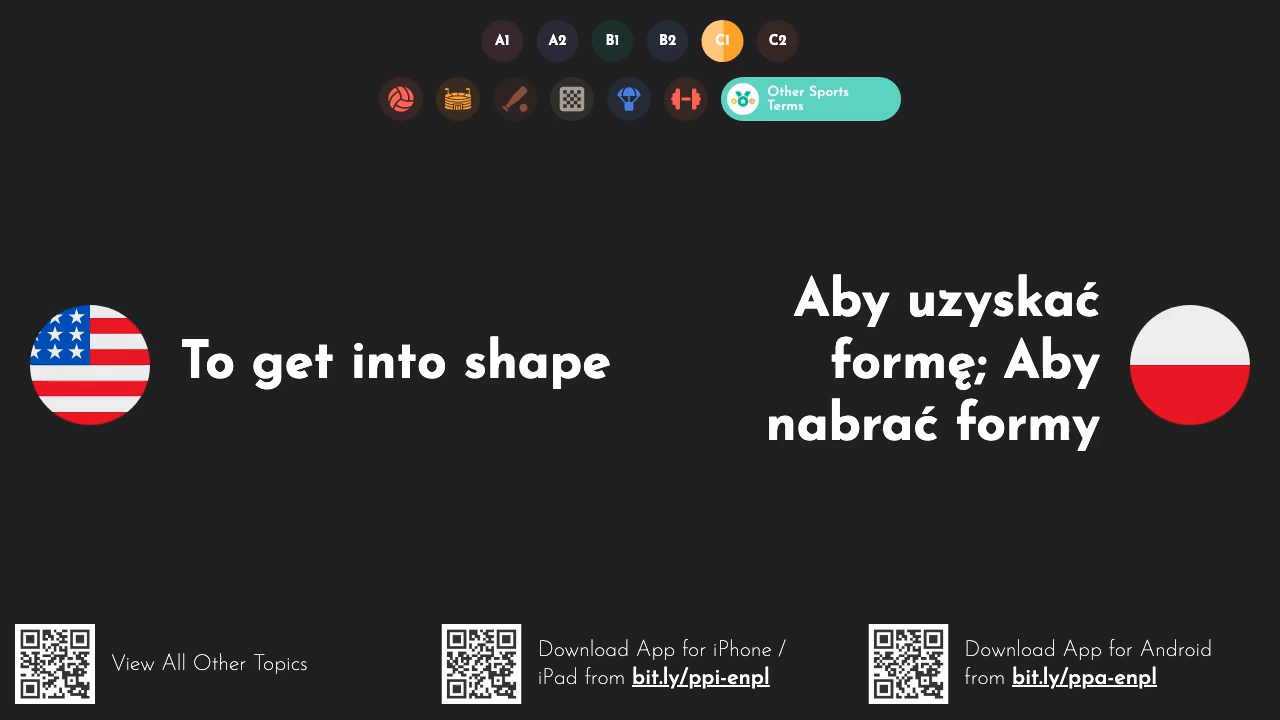 A1 A2 B1 B2 C1 C2
Other Sports
Terms
To get into shape
Aby uzyskać
formę; Aby
nabrać formy
View All Other Topics
Download App for iPhone /
iPad from bit.ly/ppi-enpl
Download App for Android
from bit.ly/ppa-enpl